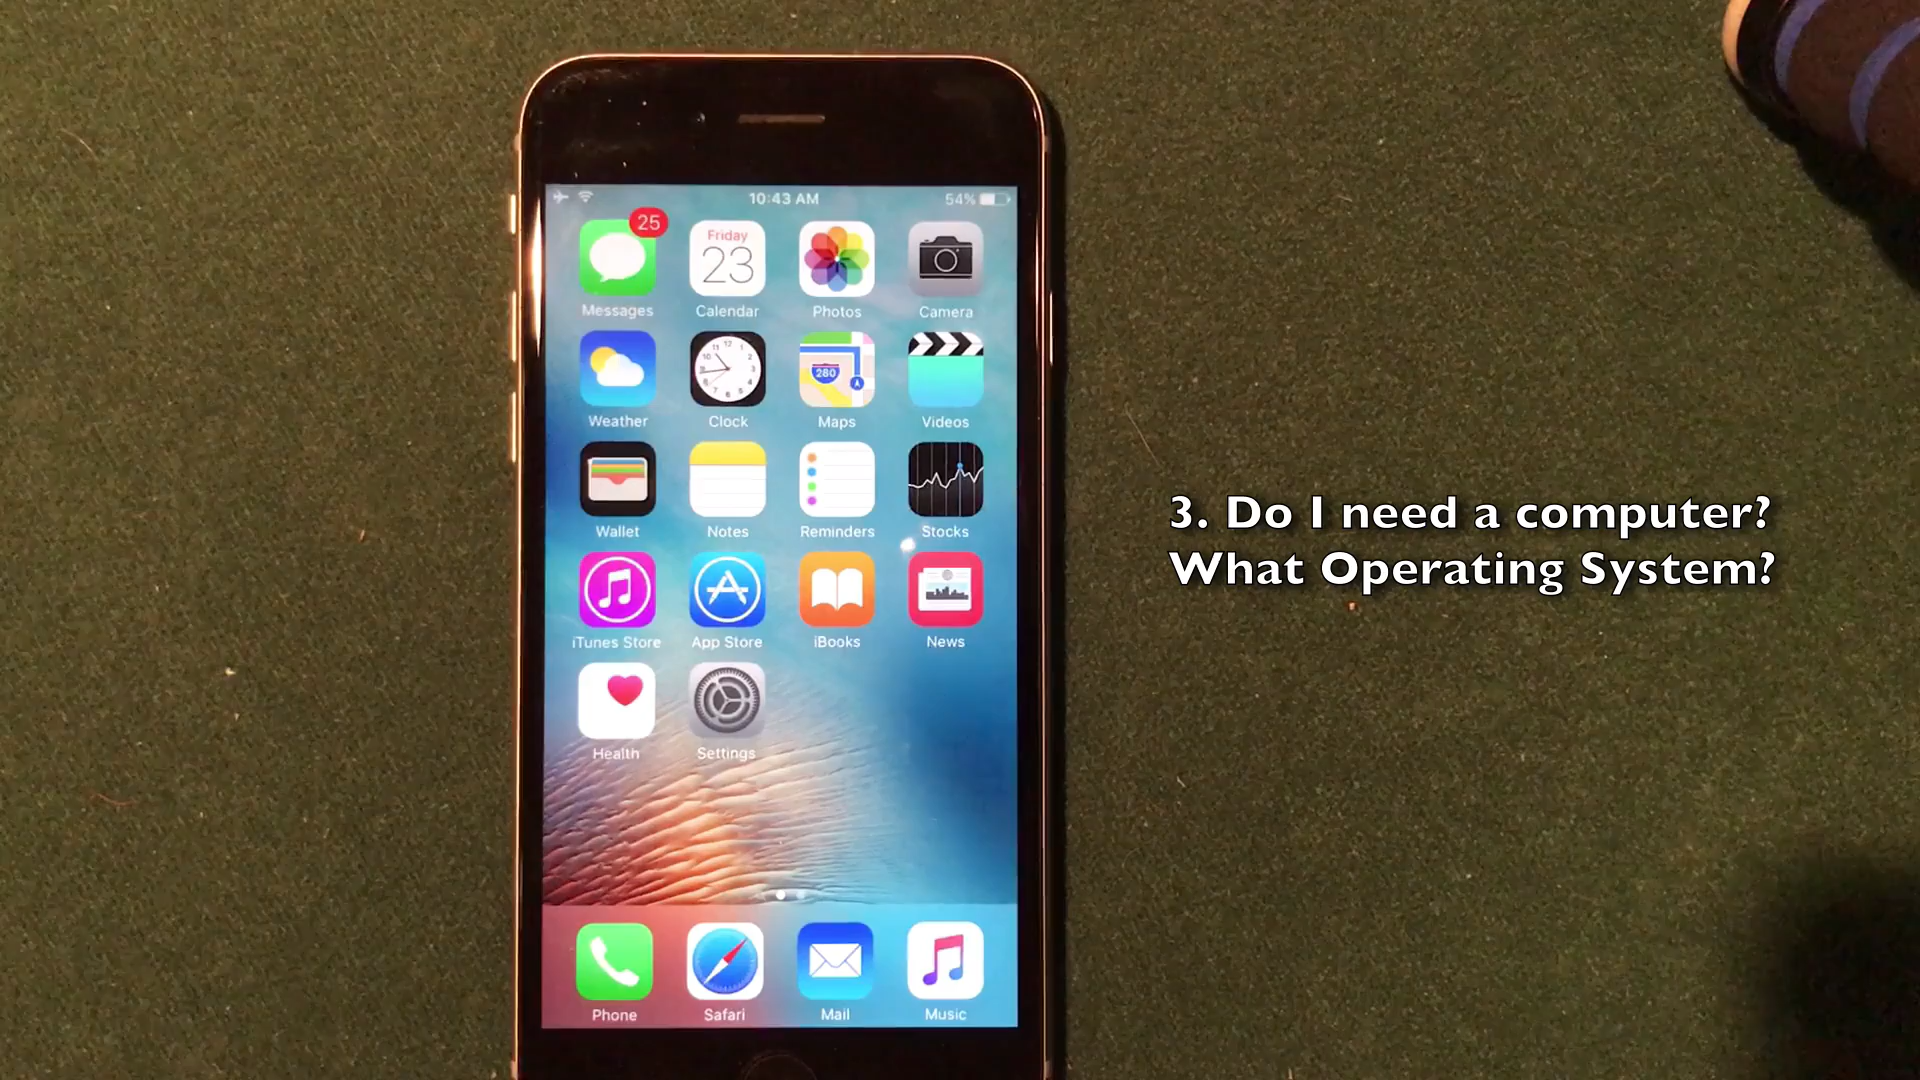 10:43 AM
54%
25
Friday
23
Messages
Calendar
Photos
Camera
280
Weather
Clock
Maps
Videos
Wallet
Notes
Reminders
Stocks
iTunes Store
App Store
iBooks
News
Health
Settings
Phone
Safari
Mail
Music
3. Do I need a computer?
What Operating System?